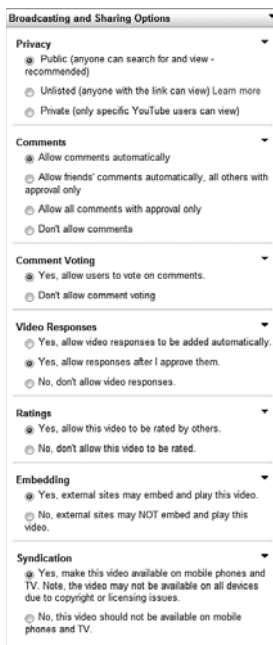 Broadcasting and Sharing Options
Privacy
Public (anyone can search for and view -
recommended)
Unlisted (anyone with the link can view) Learn more
Private (only specific YouTube users can view)
Comments
Allow comments automatically
Allow friends' comments automatically, all others with
approval only
Allow all comments with approval only
Don't allow comments
Comment Voting
Yes, allow users to vote on comments.
Don't allow comment voting
Video Responses
Yes, allow video responses to be added automatically.
Yes, allow responses after I approve them.
No, don't allow video responses.
Ratings
Yes, allow this video to be rated by others.
No, don't allow this video to be rated.
Embedding
Yes, external sites may embed and play this video.
No, external sites may NOT embed and play this
video.
Syndication
Yes, make this video available on mobile phones and
TV. Note, the video may not be available on all devices
due to copyright or licensing issues.
No, this video should not be available on mobile
phones and TV.